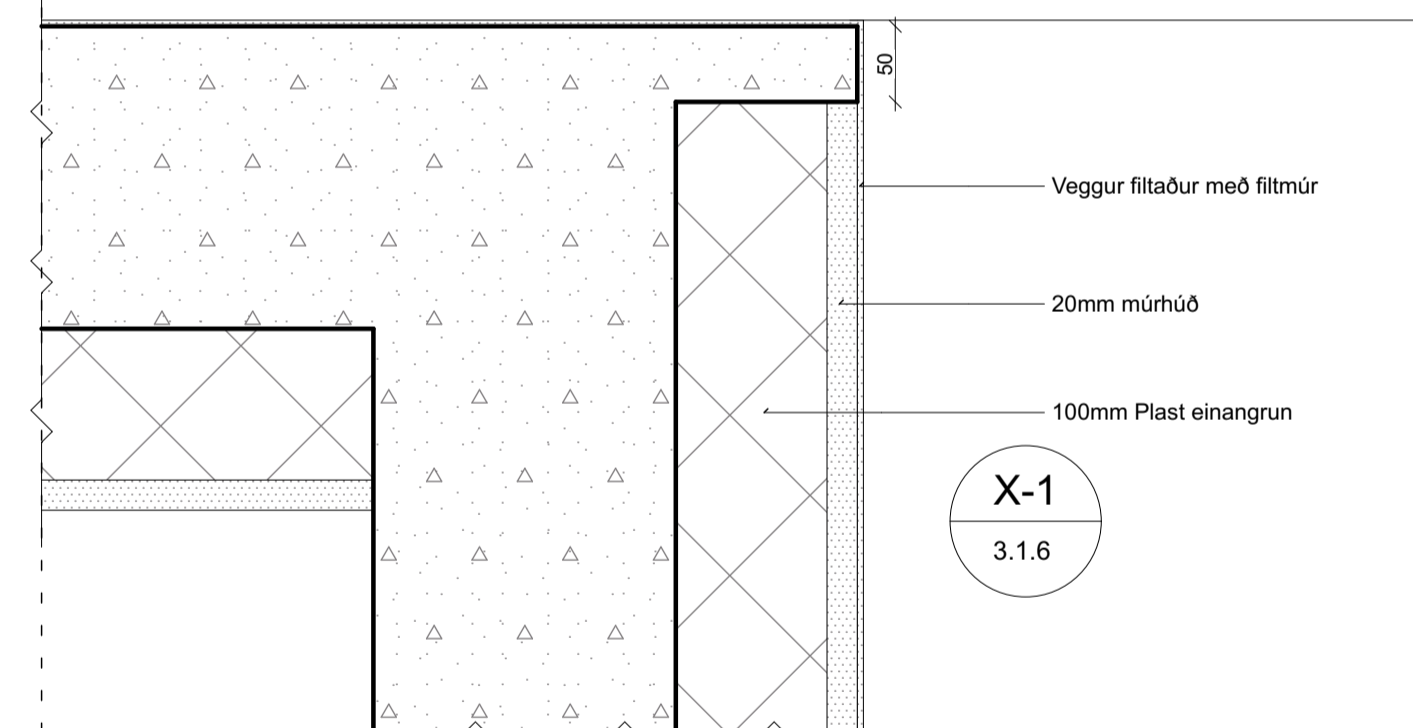 50
Veggur filtaður með filtmúr
20mm múrhúð
100mm Plast einangrun
X-1
3.1.6